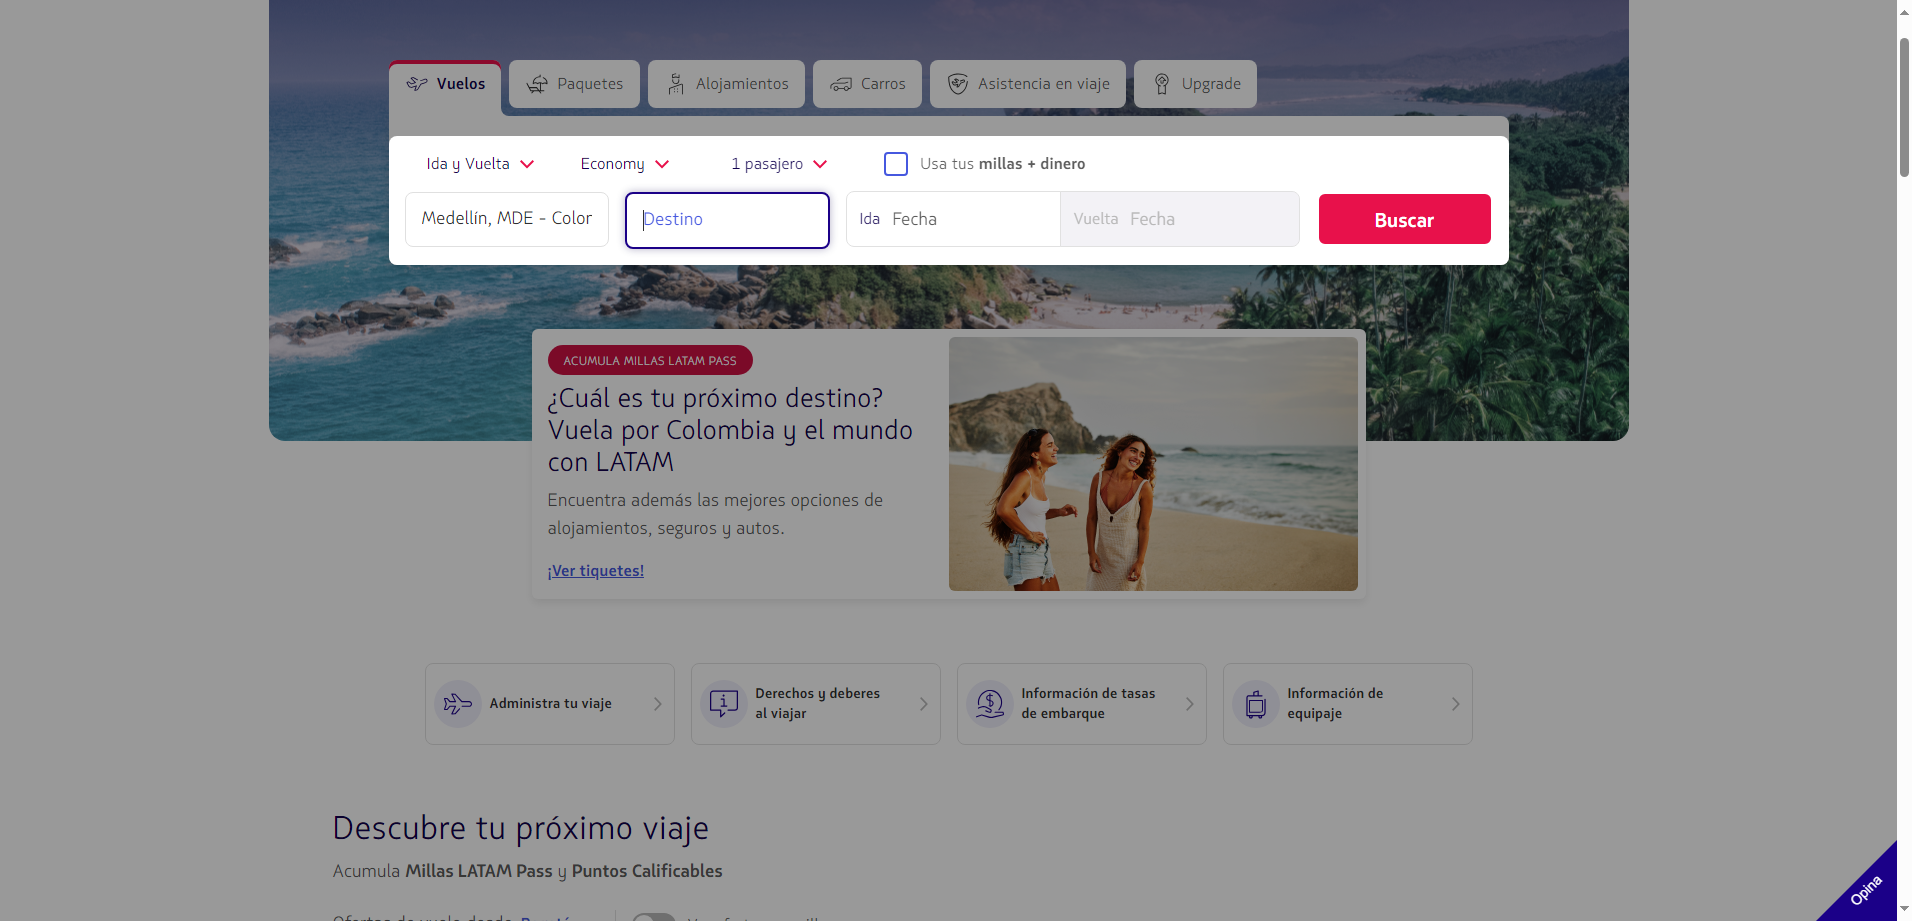 Vuelos
Paquetes
Alojamientos
Carros
Asistencia en viaje
Upgrade
Ida y Vuelta
Economy
1 pasajero
Usa tus millas + dinero
Medellín, MDE - Color
Destino
Ida Fecha
Vuelta Fecha
Buscar
ACUMULA MILLAS LATAM PASS
¿Cuál es tu próximo destino?
Vuela por Colombia y el mundo
con LATAM
Encuentra además las mejores opciones de
alojamientos, seguros y autos.
¡Ver tiquetes!
Administra tu viaje
Derechos y deberes
al viajar
Información de tasas
de embarque
Información de
equipaje
Descubre tu próximo viaje
Acumula Millas LATAM Pass y Puntos Calificables
Opina